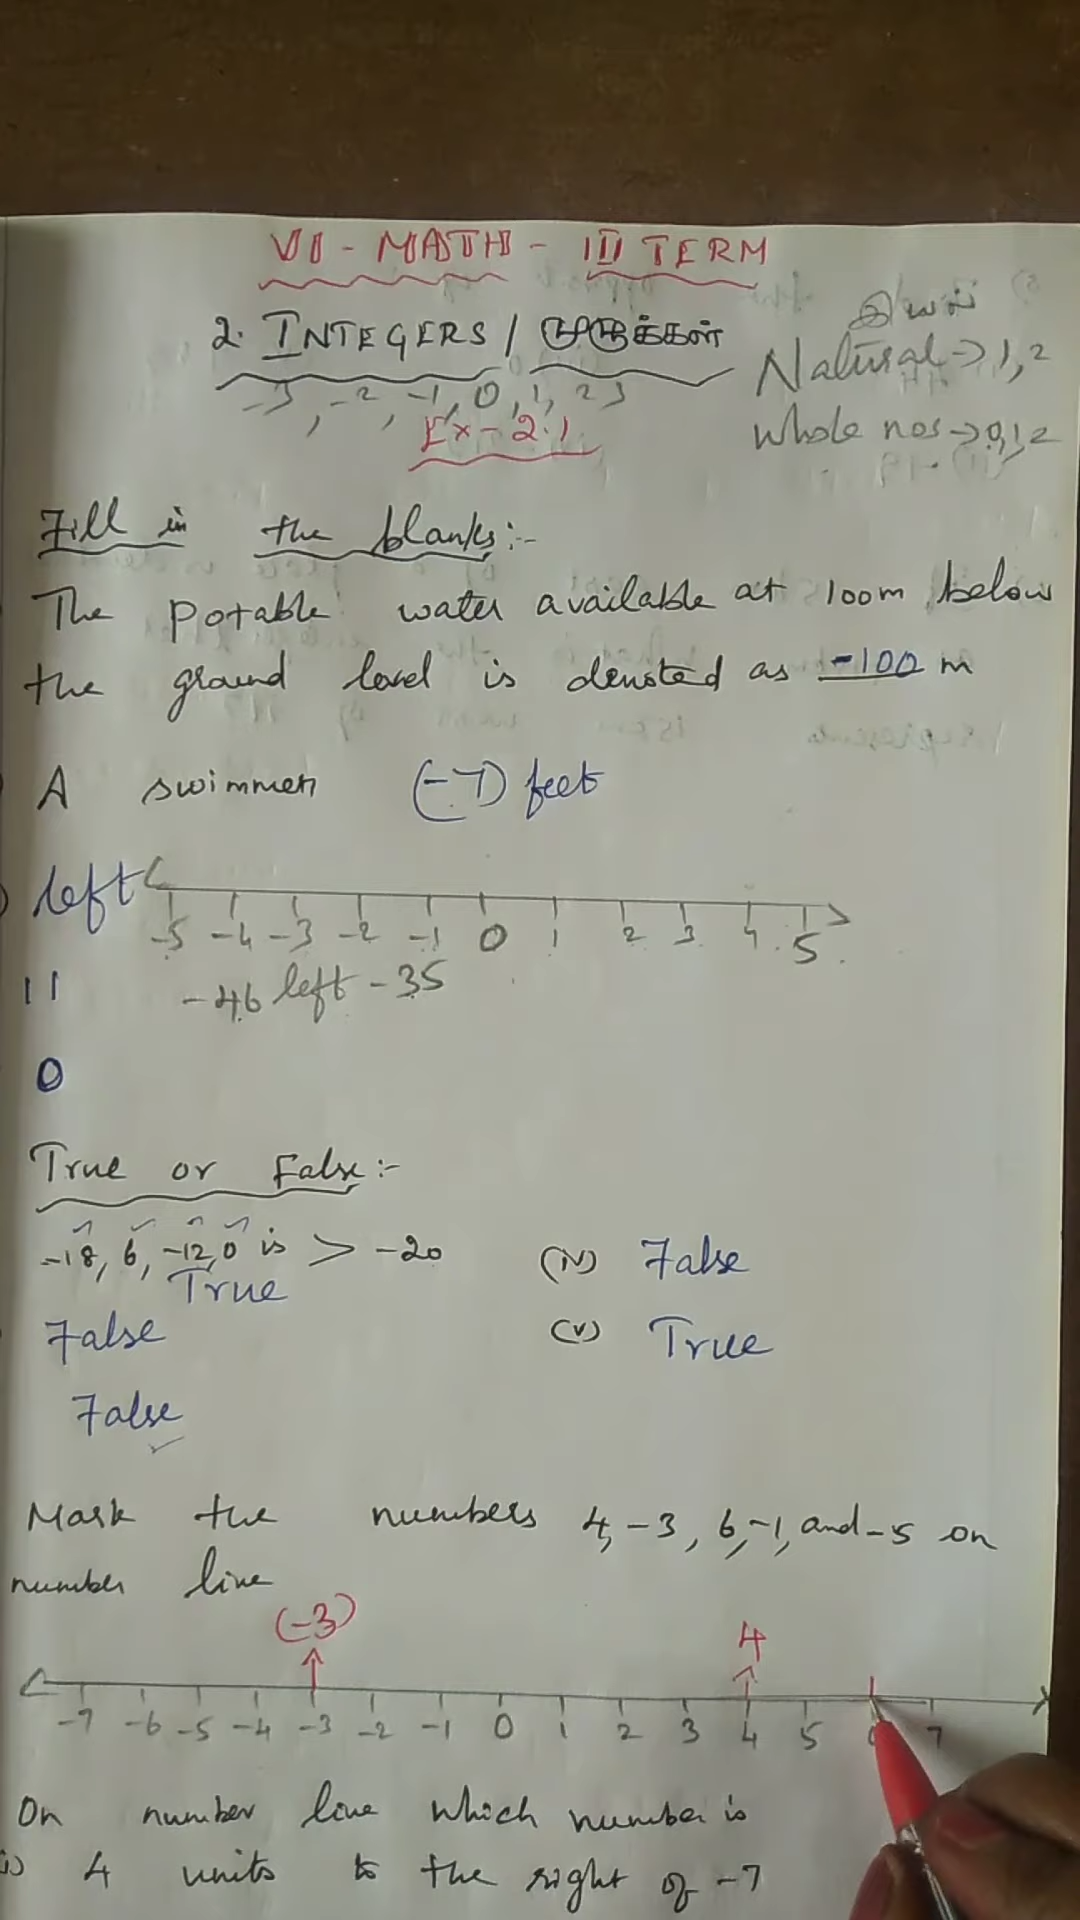 VI - MATH - III TERM
2. INTEGERS / முழுக்கள்
-3, -2, -1, 0, 1, 2 3
இயல்
Natural → 1, 2
Whole nos → 0, 1, 2
Ex - 2.1
Fill in the blanks:-
The potable water available at 100m below
the ground level is denoted as -100 m
A swimmer (-7) feet
left
-5 -4 -3 -2 -1 0 1 2 3 4 5
11 -46 left -35
0
True or False:-
-18, 6, -12, 0 is > -20
True
(iv) False
False
(v) True
False
Mark the numbers 4, -3, 6, -1, and -5 on
number line
(-3) 4
-7 -6 -5 -4 -3 -2 -1 0 1 2 3 4 5 6 7
On number line which number is
4 units to the right of -7